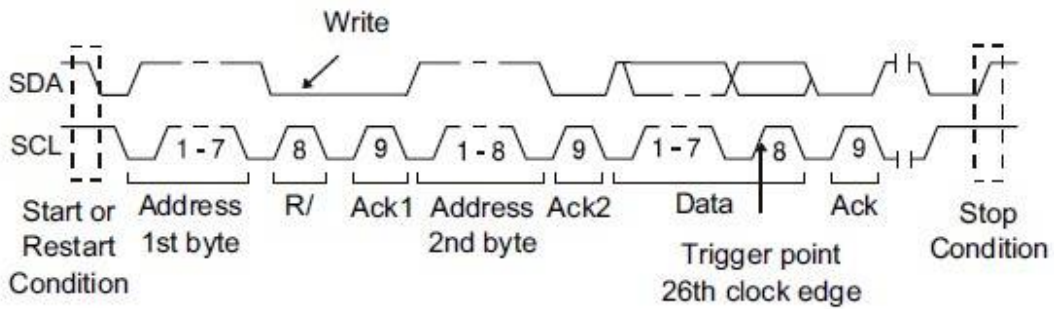 Write
SDA
SCL
1 - 7 8 9 1 - 8 9 1 - 7 8 9
Start or
Restart
Condition
Address
1st byte
R/
Ack1
Address
2nd byte
Ack2
Data
Ack
Stop
Condition
Trigger point
26th clock edge